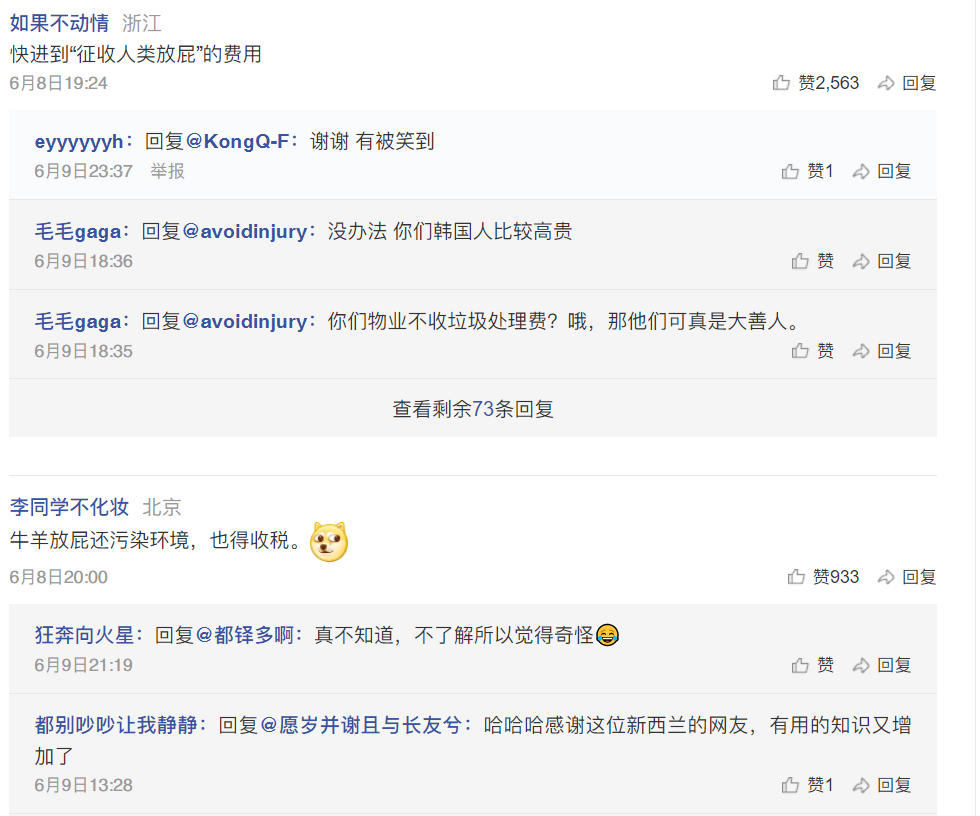 如果不动情 浙江
快进到“征收人类放屁”的费用
6月8日19:24 赞2,563 回复
eyyyyyyh：回复@KongQ-F：谢谢 有被笑到
6月9日23:37 举报 赞1 回复
毛毛gaga：回复@avoidinjury：没办法 你们韩国人比较高贵
6月9日18:36 赞 回复
毛毛gaga：回复@avoidinjury：你们物业不收垃圾处理费？哦，那他们可真是大善人。
6月9日18:35 赞 回复
查看剩余73条回复
李同学不化妆 北京
牛羊放屁还污染环境，也得收税。
6月8日20:00 赞933 回复
狂奔向火星：回复@都铎多啊：真不知道，不了解所以觉得奇怪😂
6月9日21:19 赞 回复
都别吵吵让我静静：回复@愿岁并谢且与长友兮：哈哈哈感谢这位新西兰的网友，有用的知识又增
加了
6月9日13:28 赞1 回复